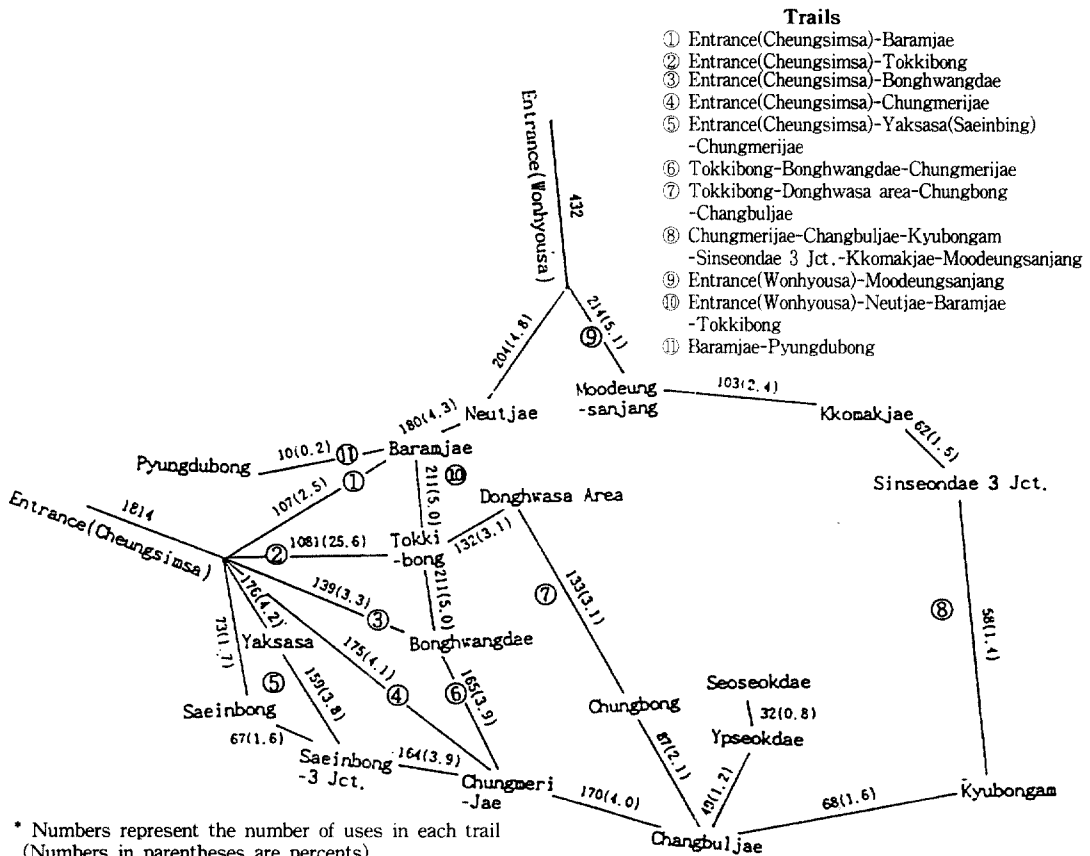 Trails
① Entrance(Cheungsimsa)-Baramjae
② Entrance(Cheungsimsa)-Tokkibong
③ Entrance(Cheungsimsa)-Bonghwangdae
④ Entrance(Cheungsimsa)-Chungmerijae
⑤ Entrance(Cheungsimsa)-Yaksasa(Saeinbing)
-Chungmerijae
⑥ Tokkibong-Bonghwangdae-Chungmerijae
⑦ Tokkibong-Donghwasa area-Chungbong
-Changbuljae
⑧ Chungmerijae-Changbuljae-Kyubongam
-Sinseondae 3 Jct.-Kkomakjae-Moodeungsanjang
⑨ Entrance(Wonhyousa)-Moodeungsanjang
⑩ Entrance(Wonhyousa)-Neutjae-Baramjae
-Tokkibong
⑪ Baramjae-Pyungdubong
Entrance(Wonhyousa)
432
214(5.1)
⑨
204(4.8)
Moodeung
-sanjang
103(2.4)
Kkomakjae
62(1.5)
Sinseondae 3 Jct.
Neutjae
180(4.3)
Baramjae
10(0.2)
⑪
Pyungdubong
107(2.5)
①
211(5.0)
⑩
Donghwasa Area
Entrance(Cheungsimsa)
1814
②
1081(25.6)
Tokki
-bong
132(3.1)
211(5.0)
133(3.1)
⑦
⑧
58(1.4)
139(3.3)
③
Bonghwangdae
176(4.2)
Yaksasa
73(1.7)
175(4.1)
④
165(3.9)
⑥
⑤
159(3.8)
Saeinbong
67(1.6)
Saeinbong
-3 Jct.
164(3.9)
Chungmeri
-Jae
Chungbong
Seoseokdae
32(0.8)
Ypseokdae
87(2.1)
49(1.2)
170(4.0)
68(1.6)
Kyubongam
Changbuljae
* Numbers represent the number of uses in each trail
(Numbers in parentheses are percents)